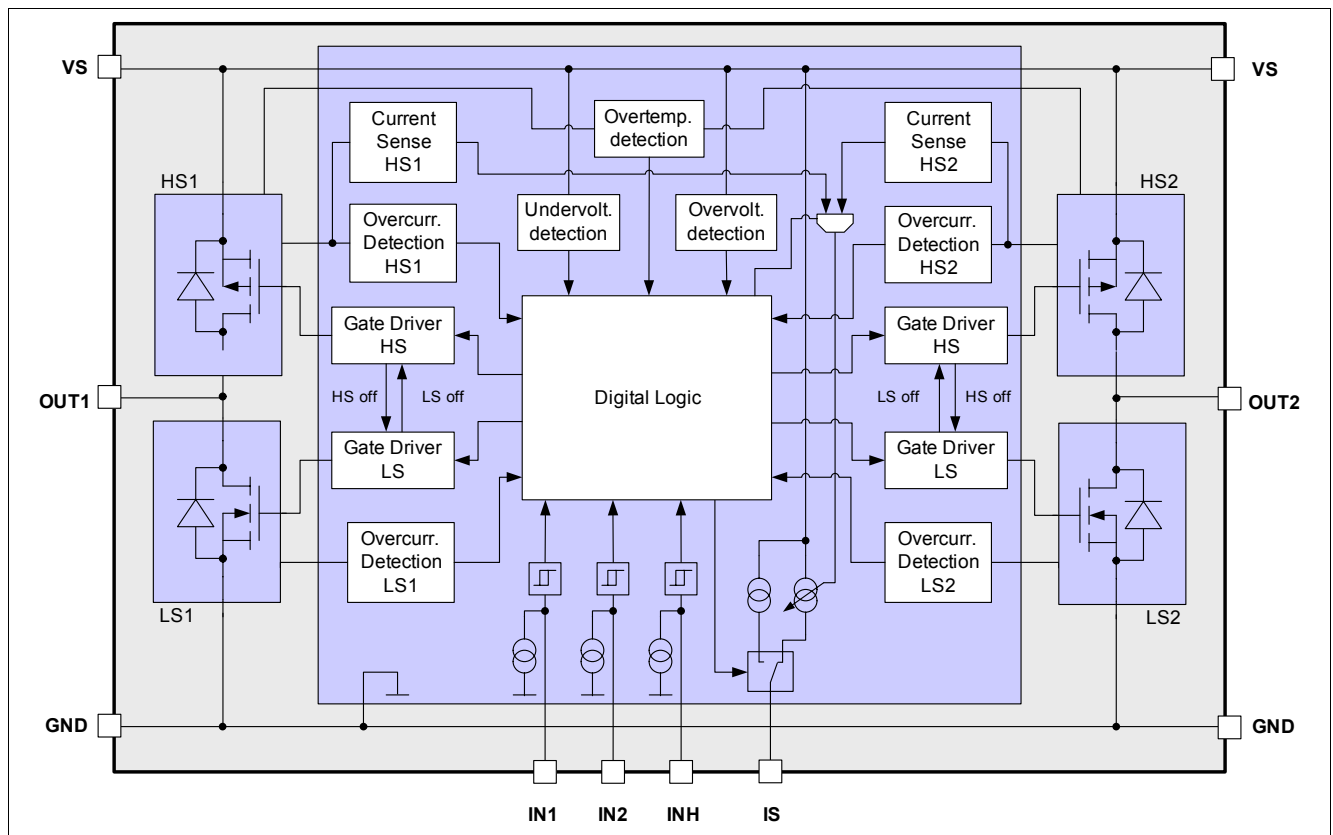 VS
VS
Current
Sense
HS1
Overtemp.
detection
Current
Sense
HS2
HS1
HS2
Undervolt.
detection
Overvolt.
detection
Overcurr.
Detection
HS1
Overcurr.
Detection
HS2
Gate Driver
HS
Gate Driver
HS
OUT1
HS off
LS off
Digital Logic
LS off
HS off
OUT2
Gate Driver
LS
Gate Driver
LS
Overcurr.
Detection
LS1
Overcurr.
Detection
LS2
LS1
LS2
GND
GND
IN1
IN2
INH
IS